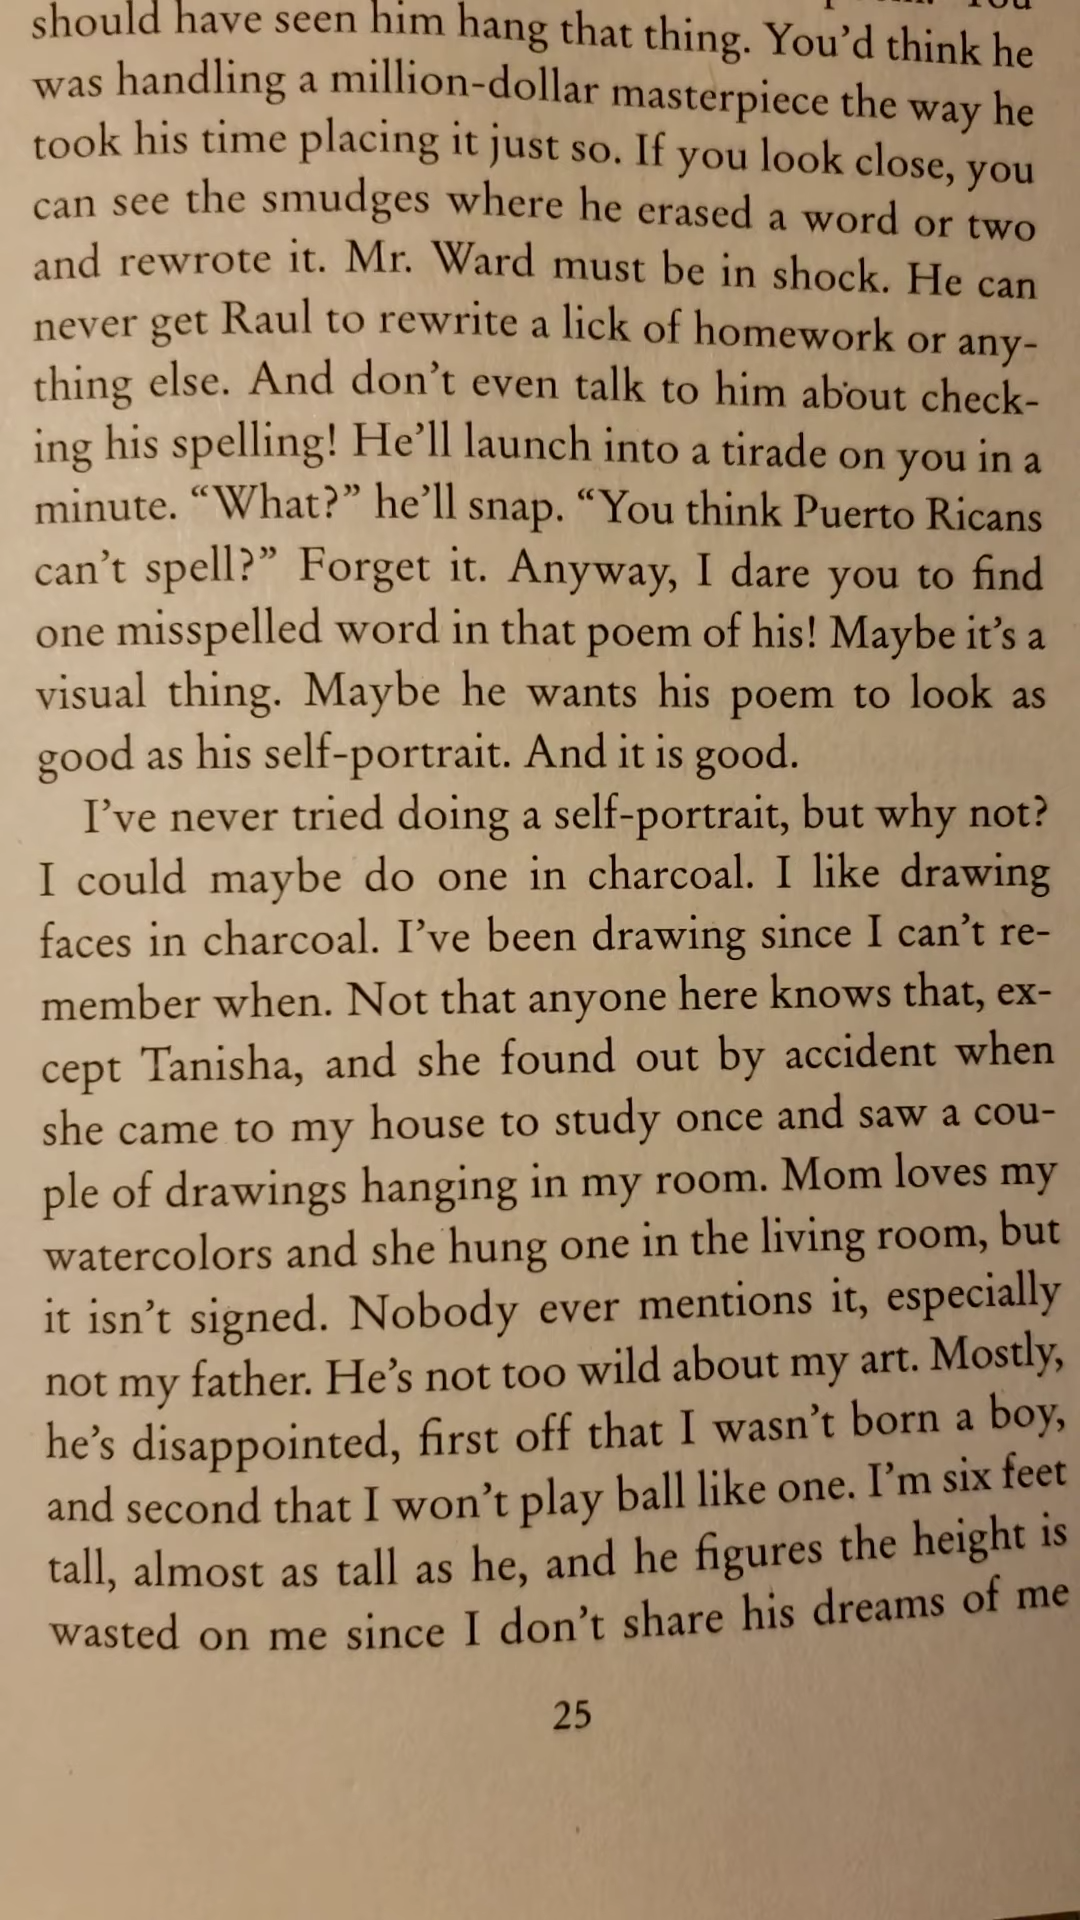 You
should have seen him hang that thing. You'd think he
was handling a million-dollar masterpiece the way he
took his time placing it just so. If you look close, you
can see the smudges where he erased a word or two
and rewrote it. Mr. Ward must be in shock. He can
never get Raul to rewrite a lick of homework or any-
thing else. And don't even talk to him about check-
ing his spelling! He'll launch into a tirade on you in a
minute. “What?” he'll snap. “You think Puerto Ricans
can't spell?” Forget it. Anyway, I dare you to find
one misspelled word in that poem of his! Maybe it's a
visual thing. Maybe he wants his poem to look as
good as his self-portrait. And it is good.
I've never tried doing a self-portrait, but why not?
I could maybe do one in charcoal. I like drawing
faces in charcoal. I've been drawing since I can't re-
member when. Not that anyone here knows that, ex-
cept Tanisha, and she found out by accident when
she came to my house to study once and saw a cou-
ple of drawings hanging in my room. Mom loves my
watercolors and she hung one in the living room, but
it isn't signed. Nobody ever mentions it, especially
not my father. He's not too wild about my art. Mostly,
he's disappointed, first off that I wasn't born a boy,
and second that I won't play ball like one. I'm six feet
tall, almost as tall as he, and he figures the height is
wasted on me since I don't share his dreams of me
25